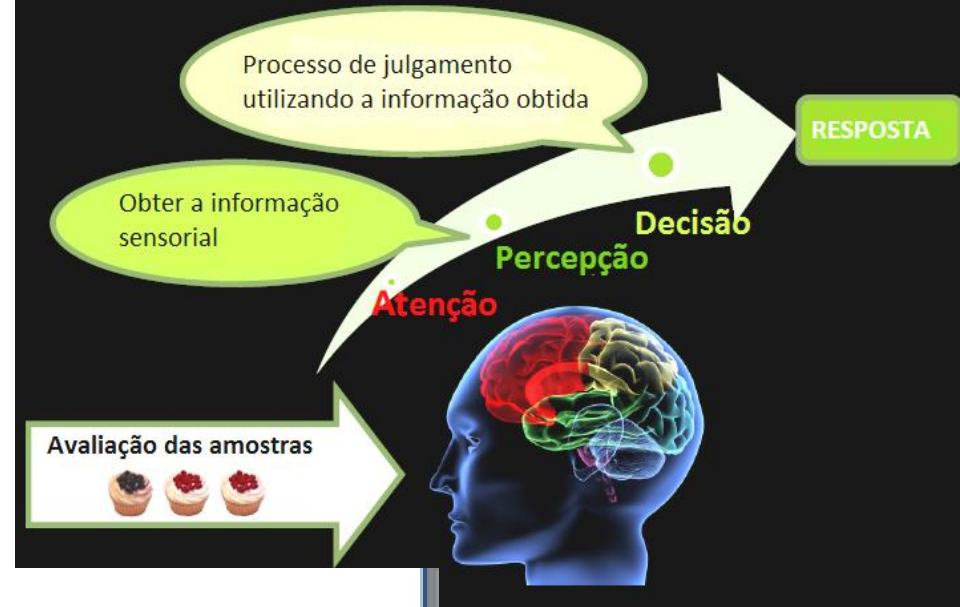 Processo de julgamento
utilizando a informação obtida
RESPOSTA
Obter a informação
sensorial
Decisão
Percepção
Atenção
Avaliação das amostras